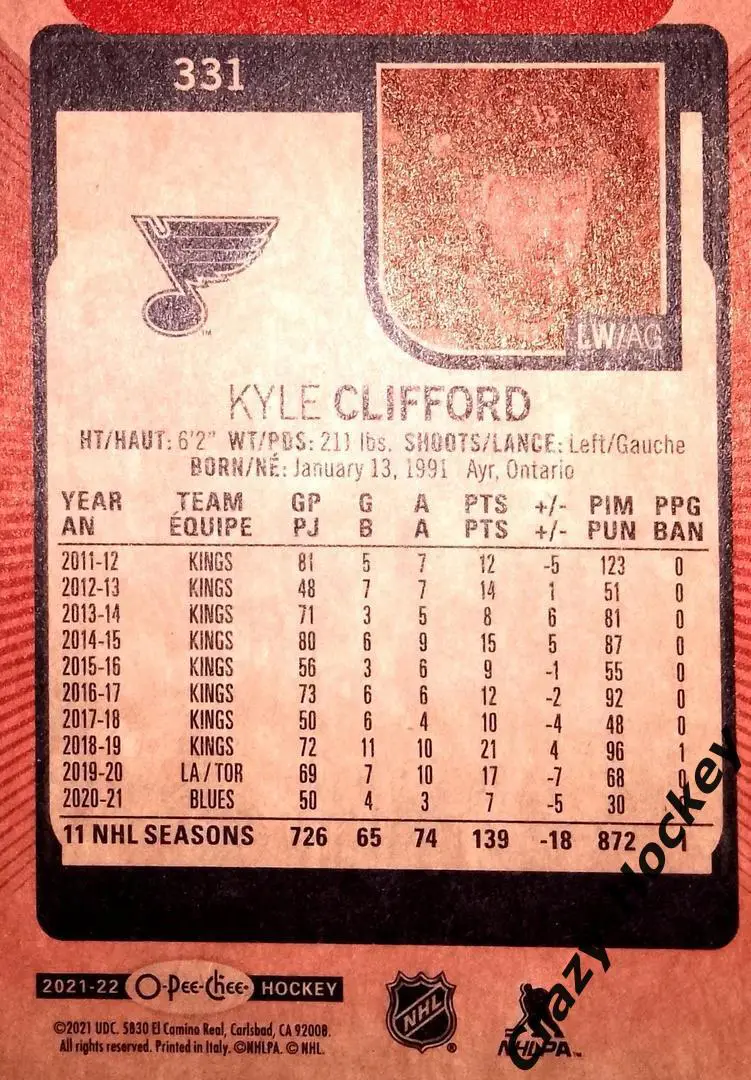 331
LW/AG
KYLE CLIFFORD
HT/HAUT: 6'2" WT/PDS: 211 lbs. SHOOTS/LANCE: Left/Gauche
BORN/NÉ: January 13, 1991 Ayr, Ontario
YEAR TEAM GP G A PTS +/- PIM PPG
AN ÉQUIPE PJ B A PTS +/- PUN BAN
2011-12 KINGS 81 5 7 12 -5 123 0
2012-13 KINGS 48 7 7 14 1 51 0
2013-14 KINGS 71 3 5 8 6 81 0
2014-15 KINGS 80 6 9 15 5 87 0
2015-16 KINGS 56 3 6 9 -1 55 0
2016-17 KINGS 73 6 6 12 -2 92 0
2017-18 KINGS 50 6 4 10 -4 48 0
2018-19 KINGS 72 11 10 21 4 96 1
2019-20 LA / TOR 69 7 10 17 -7 68 0
2020-21 BLUES 50 4 3 7 -5 30
11 NHL SEASONS 726 65 74 139 -18 872 1
Crazy Hockey
2021-22 O-Pee-Chee HOCKEY
©2021 UDC. 5830 El Camino Real, Carlsbad, CA 92008.
All rights reserved. Printed in Italy. ©NHLPA. © NHL.
NHL
NHLPA